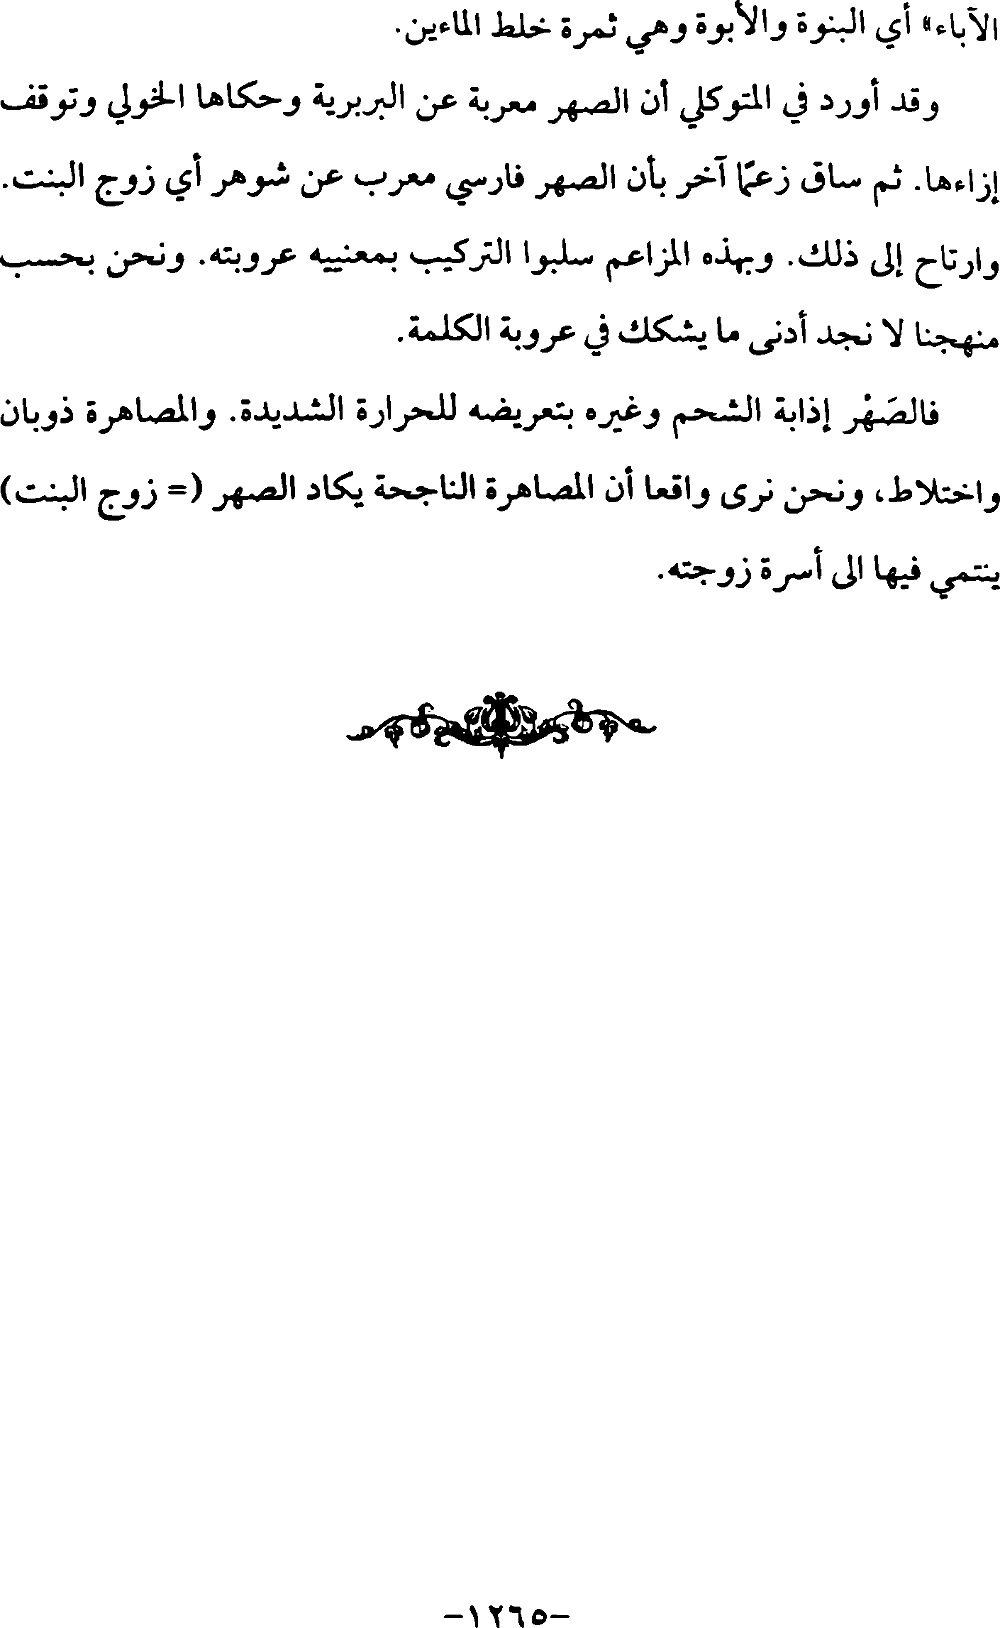 الآباء» أي البنوة والأبوة وهي ثمرة خلط الماءين.
وقد أورد في المتوكلي أن الصهر معربة عن البربرية وحكاها الخولي وتوقف
إزاءها. ثم ساق زعمًا آخر بأن الصهر فارسي معرب عن شوهر أي زوج البنت.
وارتاح إلى ذلك. وبهذه المزاعم سلبوا التركيب بمعنييه عروبته. ونحن بحسب
منهجنا لا نجد أدنى ما يشكك في عروبة الكلمة.
فالصَهْر إذابة الشحم وغيره بتعريضه للحرارة الشديدة. والمصاهرة ذوبان
واختلاط، ونحن نرى واقعا أن المصاهرة الناجحة يكاد الصهر (= زوج البنت)
ينتمي فيها الى أسرة زوجته.
-١٢٦٥-